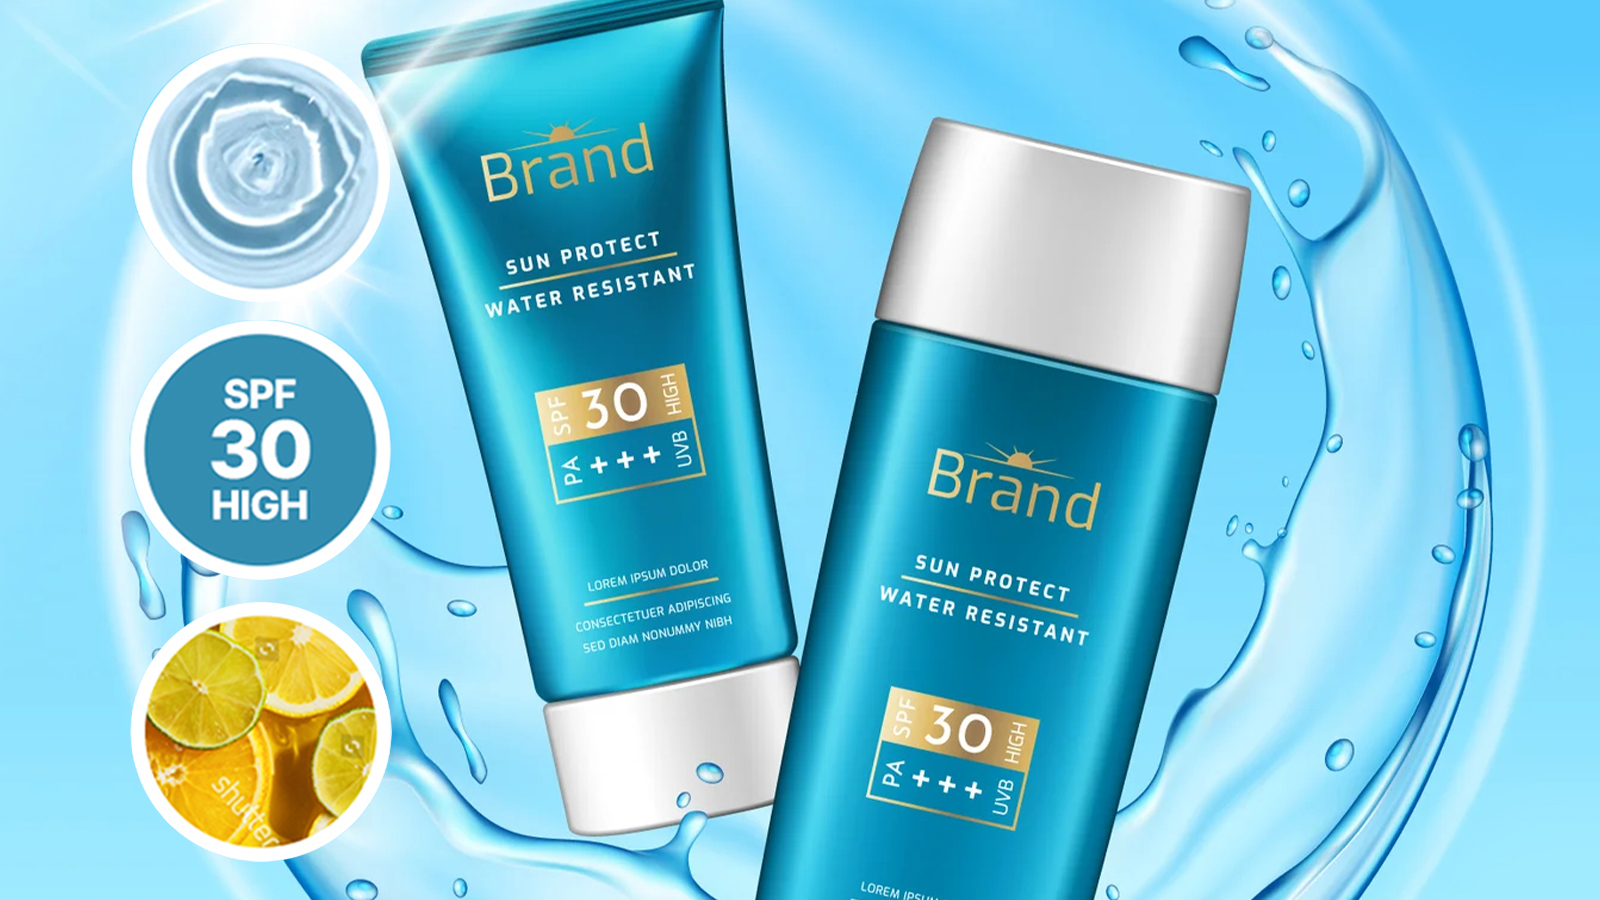 Brand
SUN PROTECT
WATER RESISTANT
SPF 30 HIGH
PA +++ UVB
LOREM IPSUM DOLOR
CONSECTETUER ADIPISCING
SED DIAM NONUMMY NIBH
SPF
30
HIGH
shutter
Brand
SUN PROTECT
WATER RESISTANT
SPF 30 HIGH
PA +++ UVB
LOREM